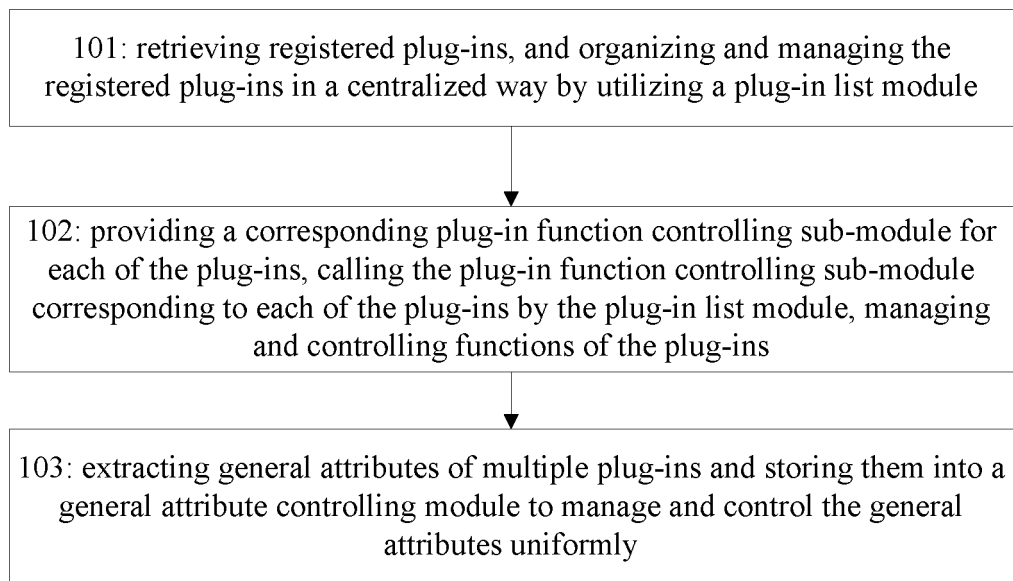 101: retrieving registered plug-ins, and organizing and managing the
registered plug-ins in a centralized way by utilizing a plug-in list module
102: providing a corresponding plug-in function controlling sub-module for
each of the plug-ins, calling the plug-in function controlling sub-module
corresponding to each of the plug-ins by the plug-in list module, managing
and controlling functions of the plug-ins
103: extracting general attributes of multiple plug-ins and storing them into a
general attribute controlling module to manage and control the general
attributes uniformly